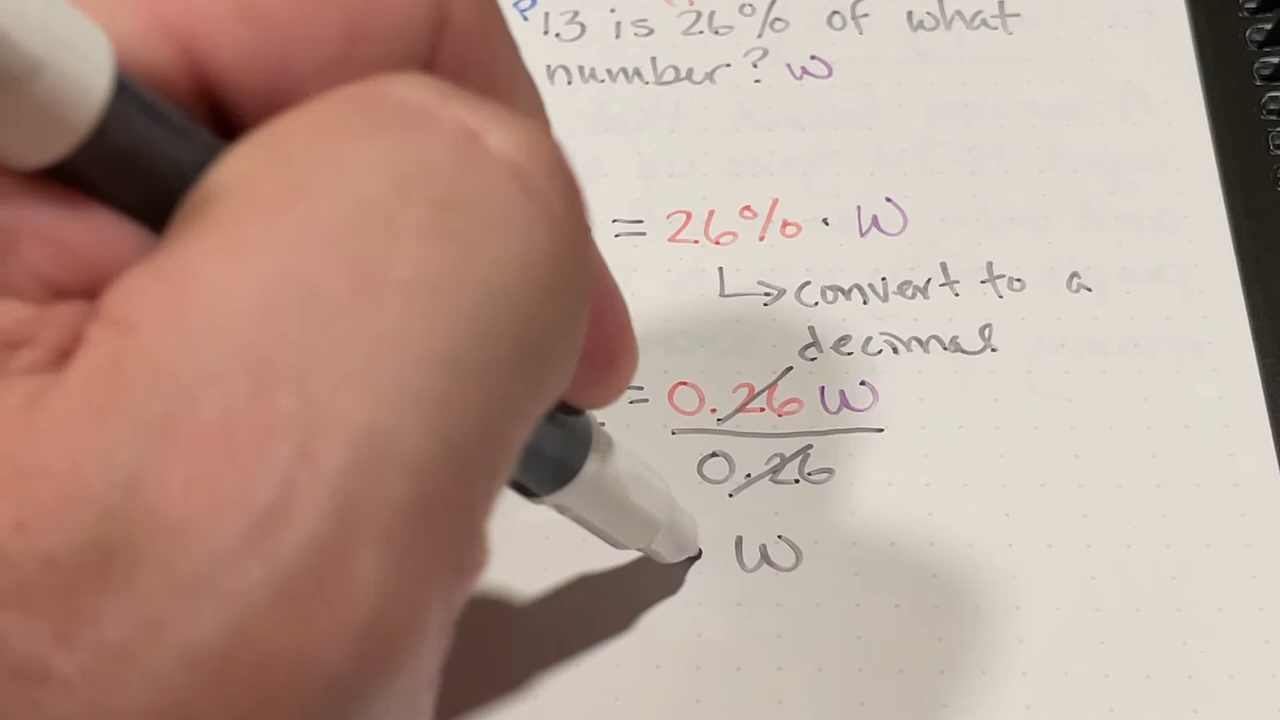 P 13 is 26% of what
number? W
= 26% · W
↳ convert to a
decimal
= 0.26 W
0.26
W